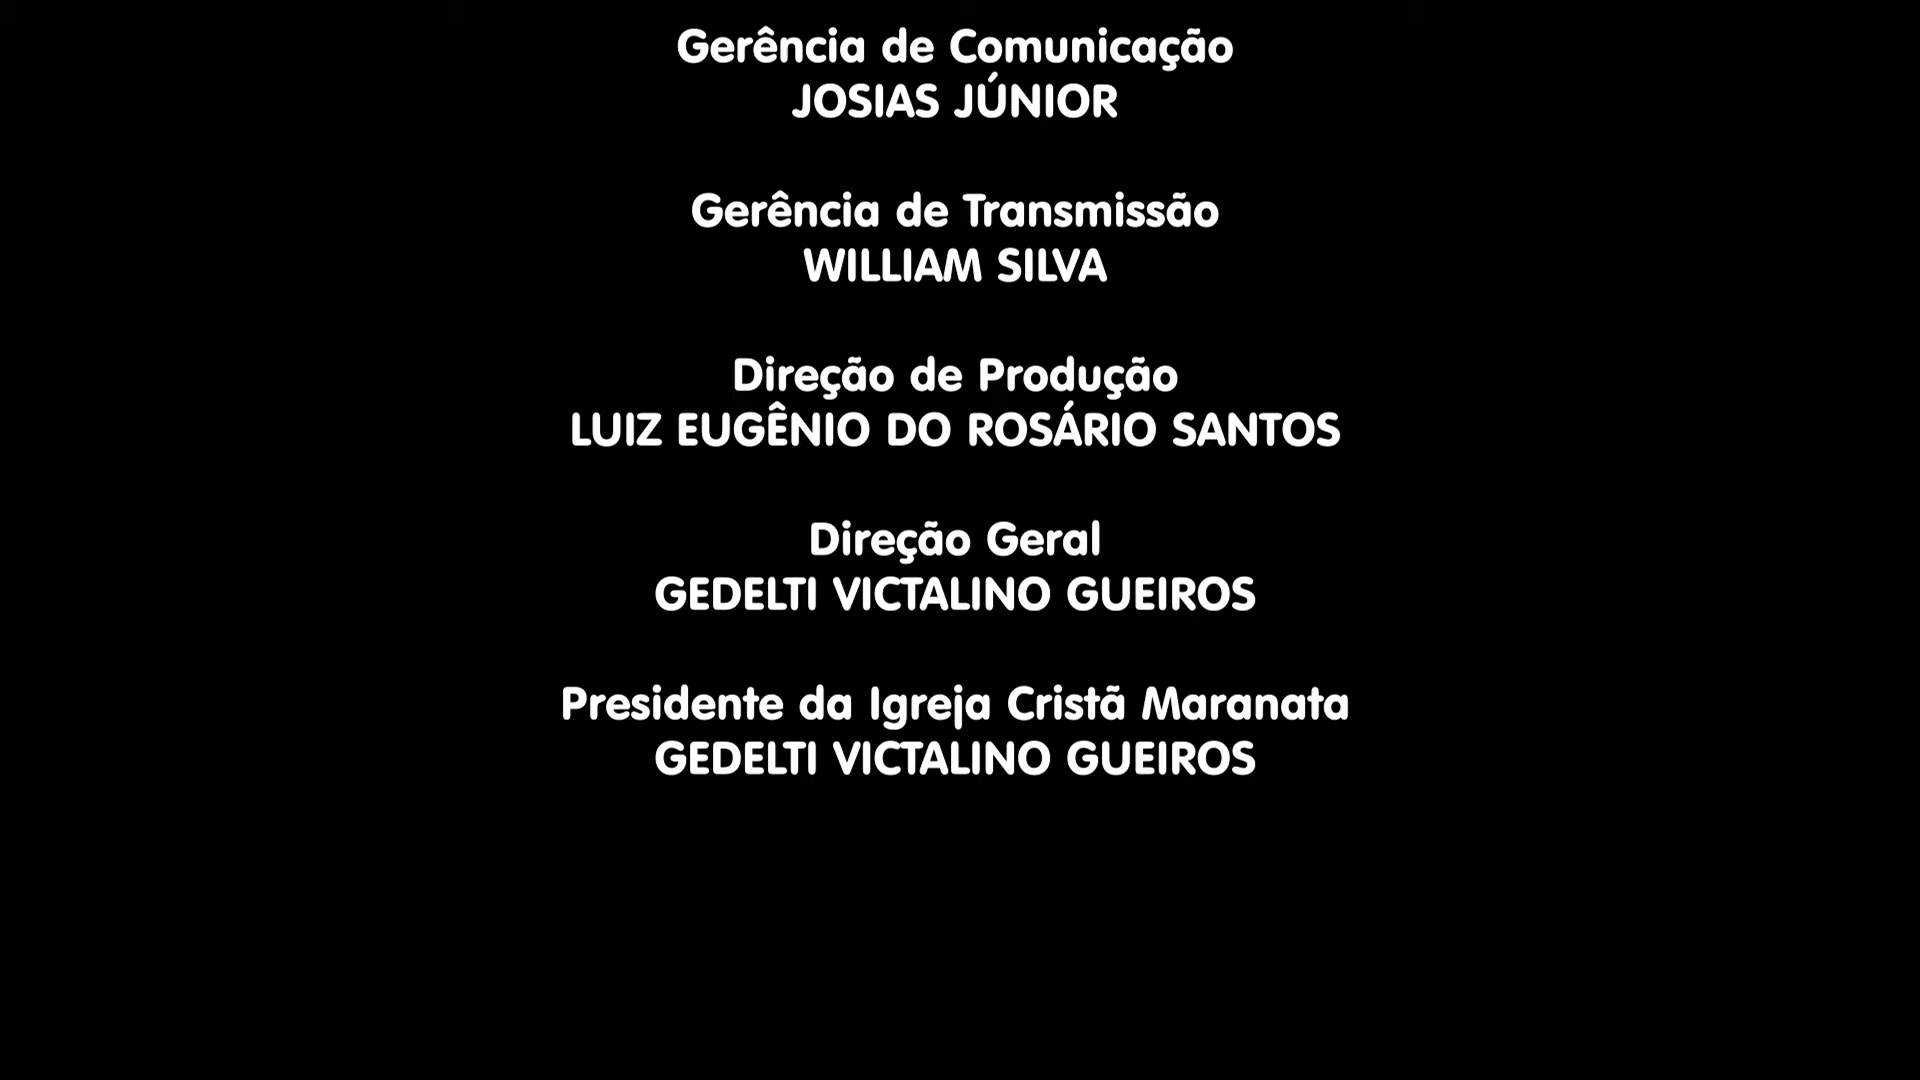 Gerência de Comunicação
JOSIAS JÚNIOR
Gerência de Transmissão
WILLIAM SILVA
Direção de Produção
LUIZ EUGÊNIO DO ROSÁRIO SANTOS
Direção Geral
GEDELTI VICTALINO GUEIROS
Presidente da Igreja Cristã Maranata
GEDELTI VICTALINO GUEIROS